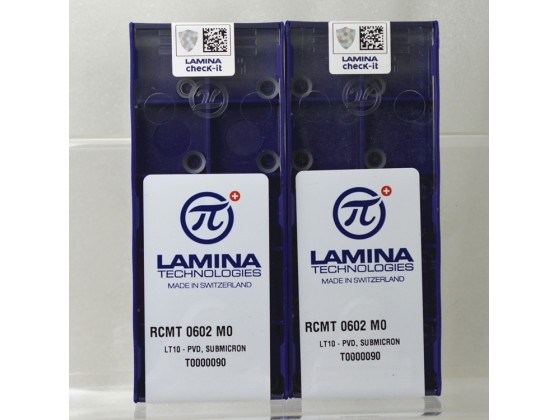 LAMINA
check-it
π
LAMINA
TECHNOLOGIES
MADE IN SWITZERLAND
RCMT 0602 M0
LT10 - PVD, SUBMICRON
T0000090
LAMINA
check-it
π
LAMINA
TECHNOLOGIES
MADE IN SWITZERLAND
RCMT 0602 M0
LT10 - PVD, SUBMICRON
T0000090